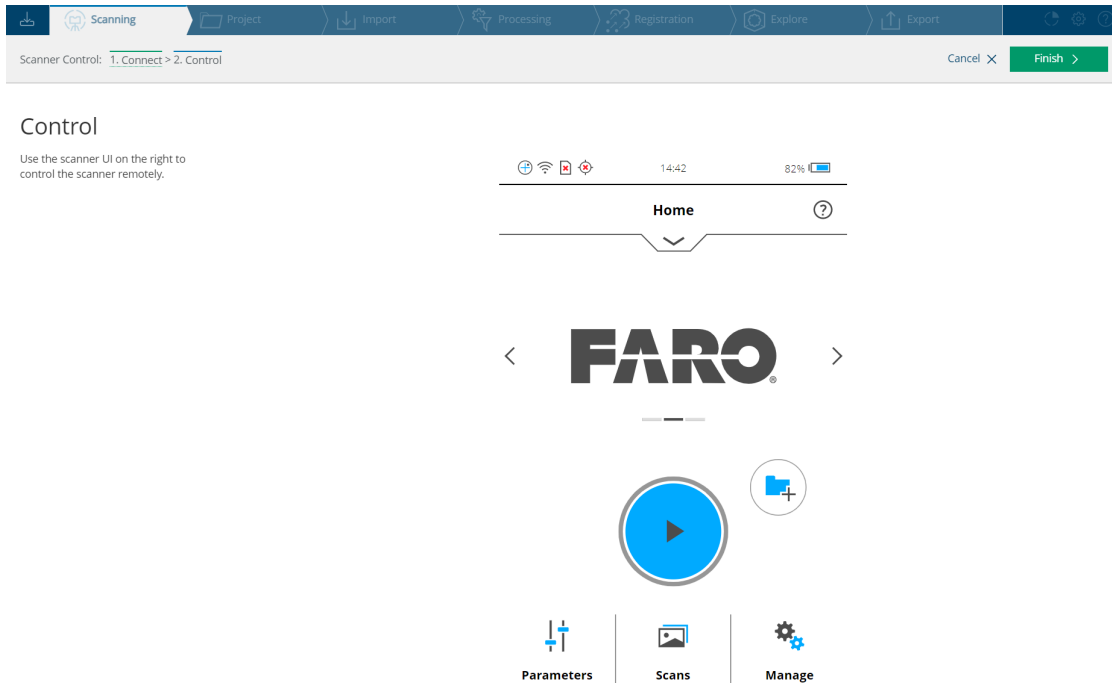 Scanning Project Import Processing Registration Explore Export
Scanner Control: 1. Connect > 2. Control Cancel X Finish >
Control
Use the scanner UI on the right to
control the scanner remotely.
14:42 82%
Home
FARO®
Parameters Scans Manage